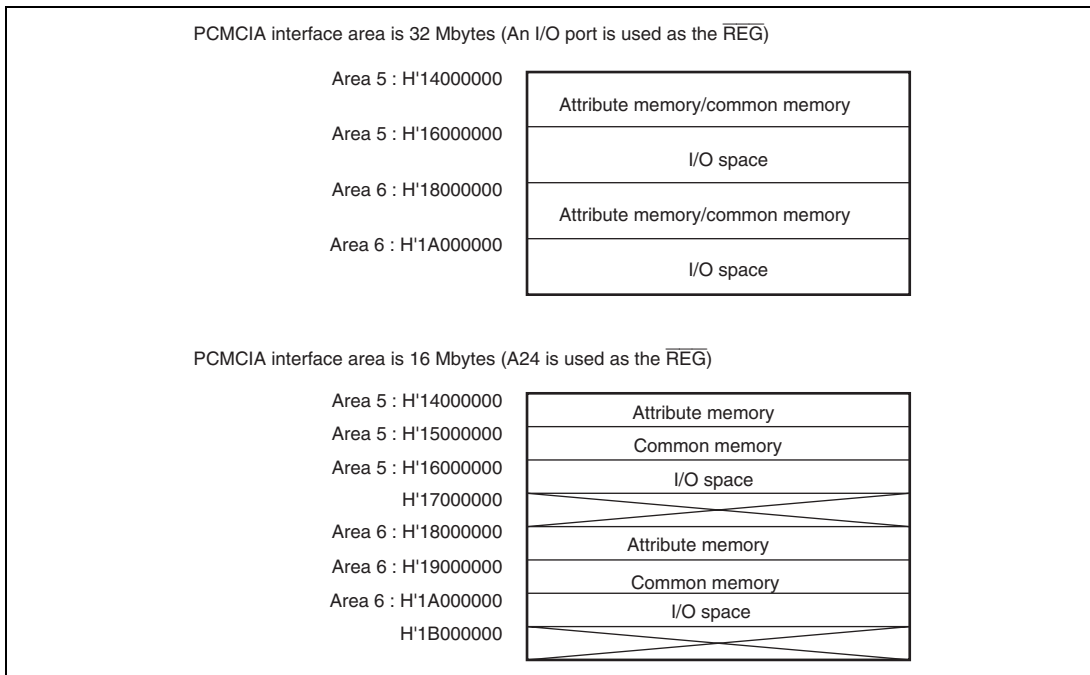 PCMCIA interface area is 32 Mbytes (An I/O port is used as the R̅E̅G̅)
Area 5 : H'14000000
Attribute memory/common memory
Area 5 : H'16000000
I/O space
Area 6 : H'18000000
Attribute memory/common memory
Area 6 : H'1A000000
I/O space
PCMCIA interface area is 16 Mbytes (A24 is used as the R̅E̅G̅)
Area 5 : H'14000000
Attribute memory
Area 5 : H'15000000
Common memory
Area 5 : H'16000000
I/O space
H'17000000
Area 6 : H'18000000
Attribute memory
Area 6 : H'19000000
Common memory
Area 6 : H'1A000000
I/O space
H'1B000000